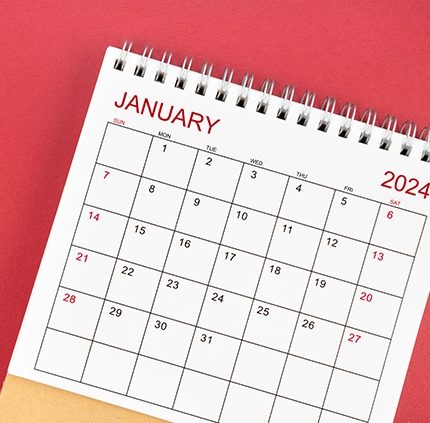 JANUARY
2024
SUN MON TUE WED THU FRI SAT
1 2 3 4 5 6
7 8 9 10 11 12 13
14 15 16 17 18 19 20
21 22 23 24 25 26 27
28 29 30 31